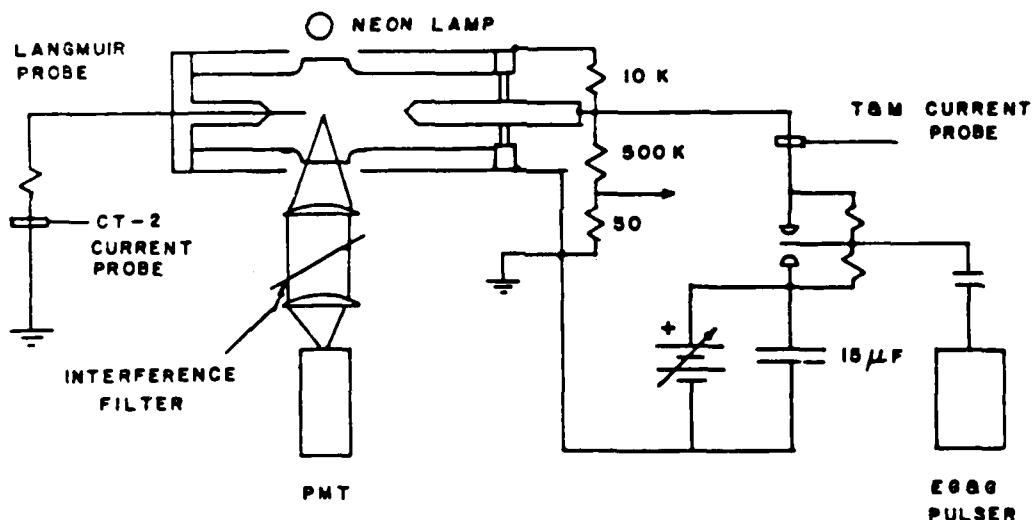 NEON LAMP
LANGMUIR
PROBE
10 K
T&M CURRENT
PROBE
500 K
50
CT-2
CURRENT
PROBE
+
15 µF
INTERFERENCE
FILTER
PMT
EG&G
PULSER